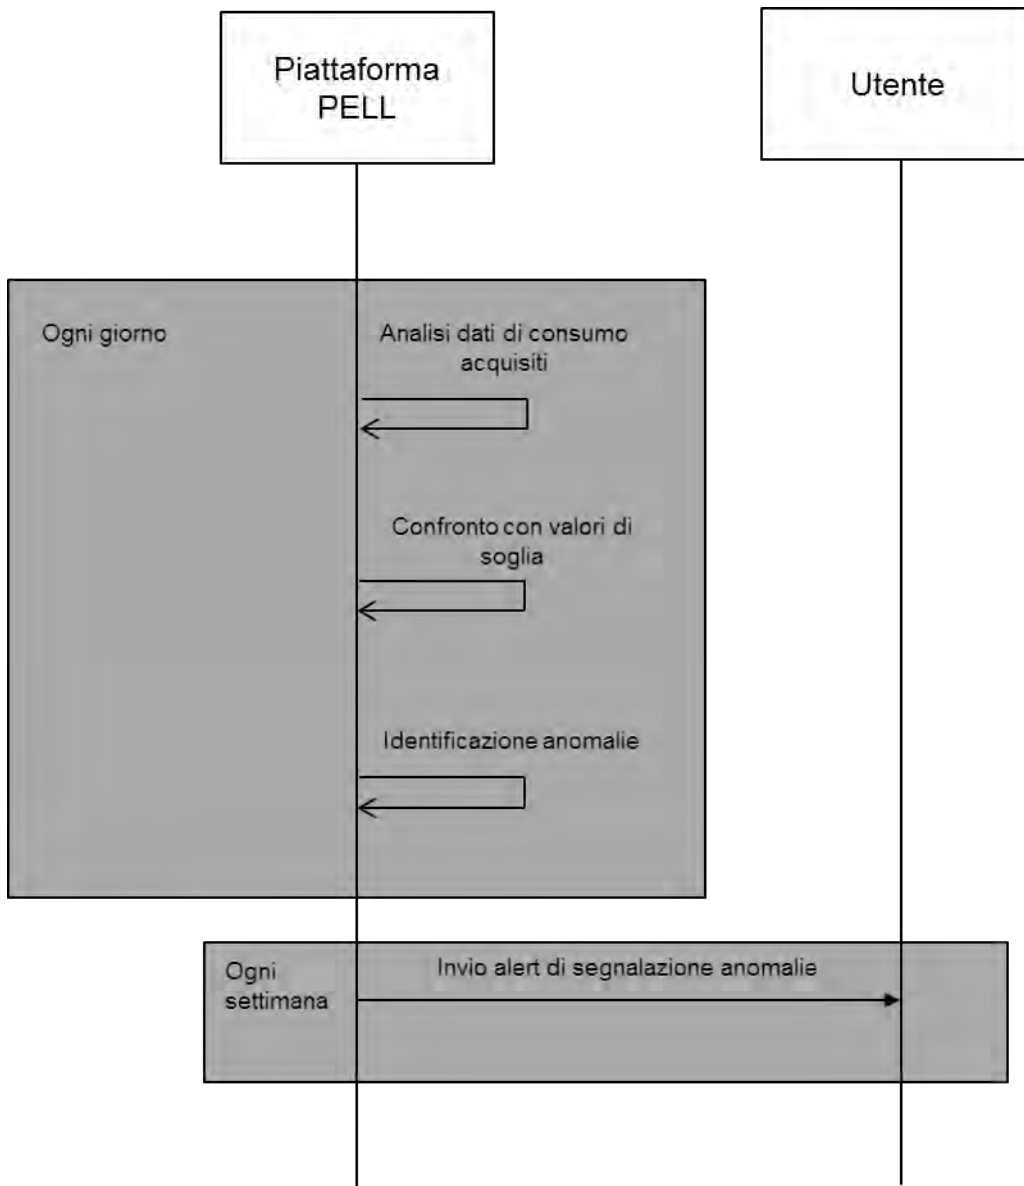 Piattaforma
PELL
Utente
Ogni giorno
Analisi dati di consumo
acquisiti
Confronto con valori di
soglia
Identificazione anomalie
Ogni
settimana
Invio alert di segnalazione anomalie